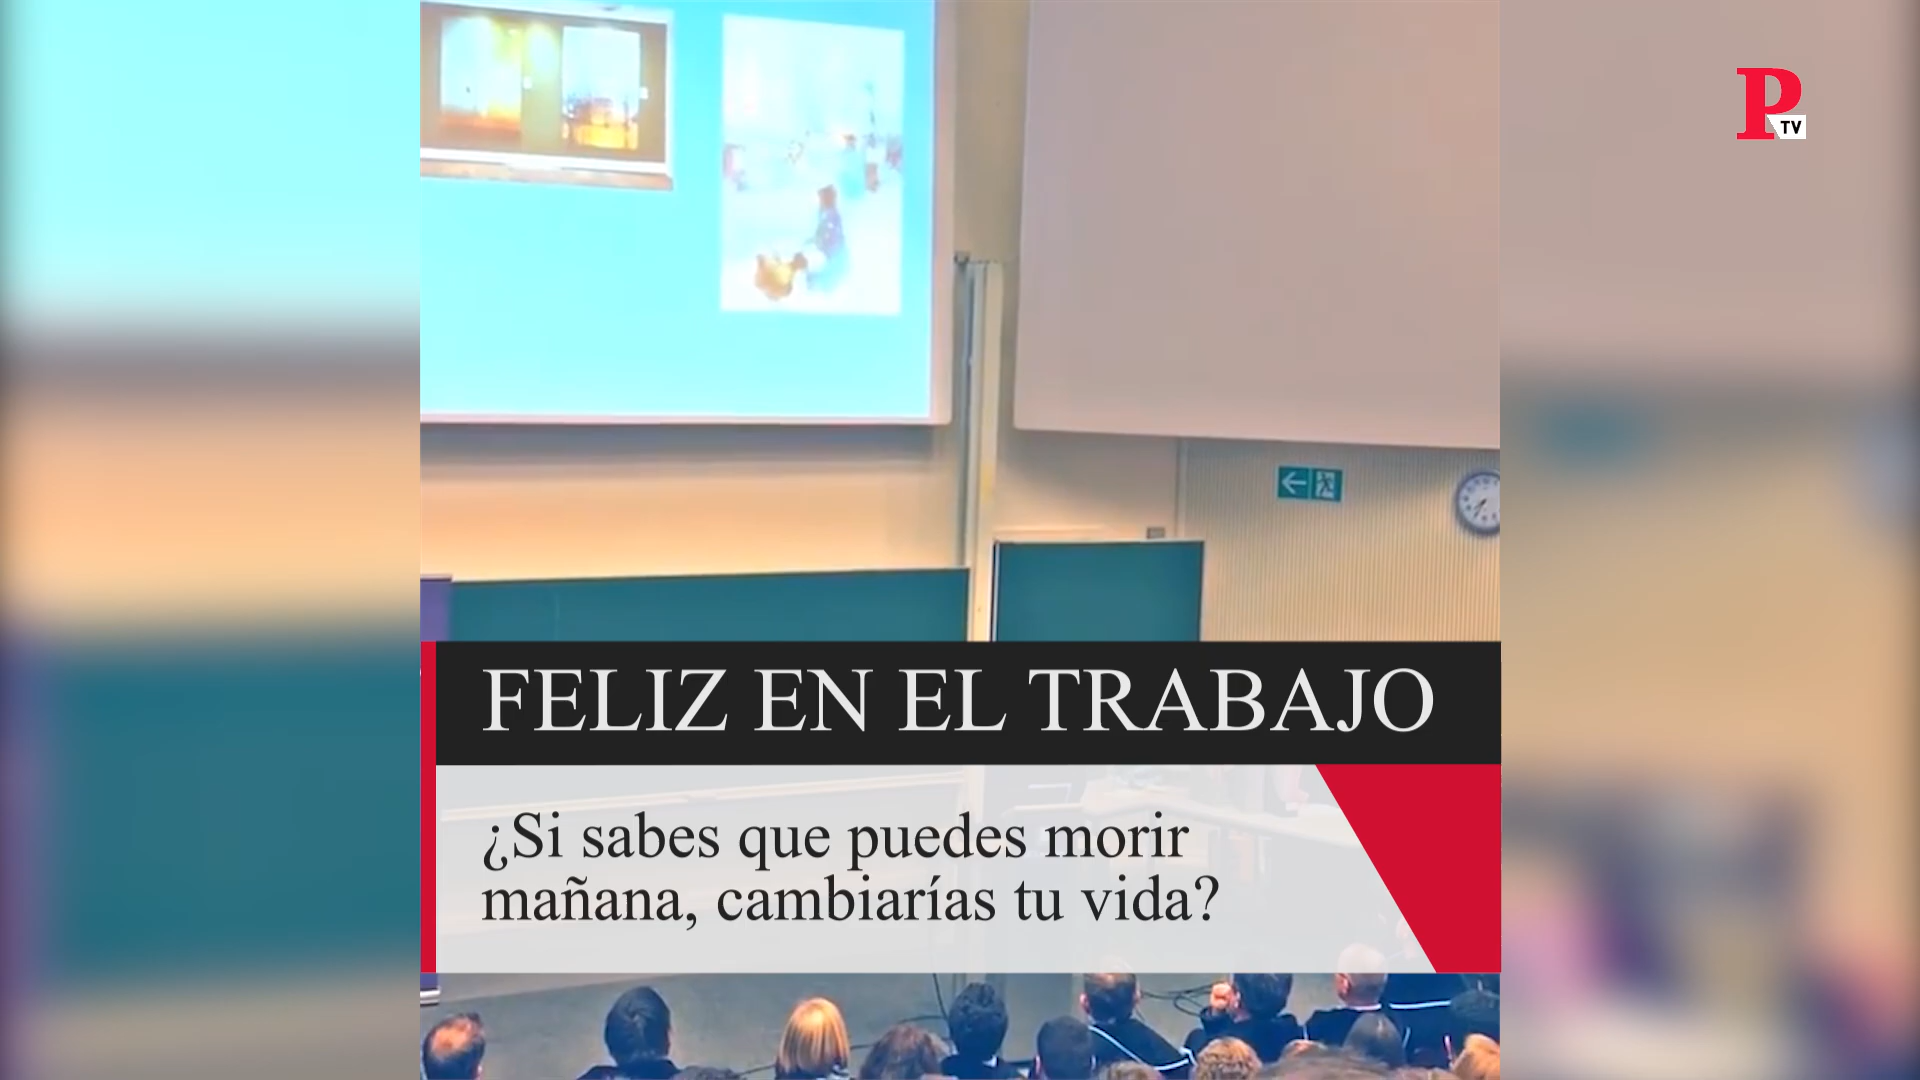 P
TV
FELIZ EN EL TRABAJO
¿Si sabes que puedes morir
mañana, cambiarías tu vida?